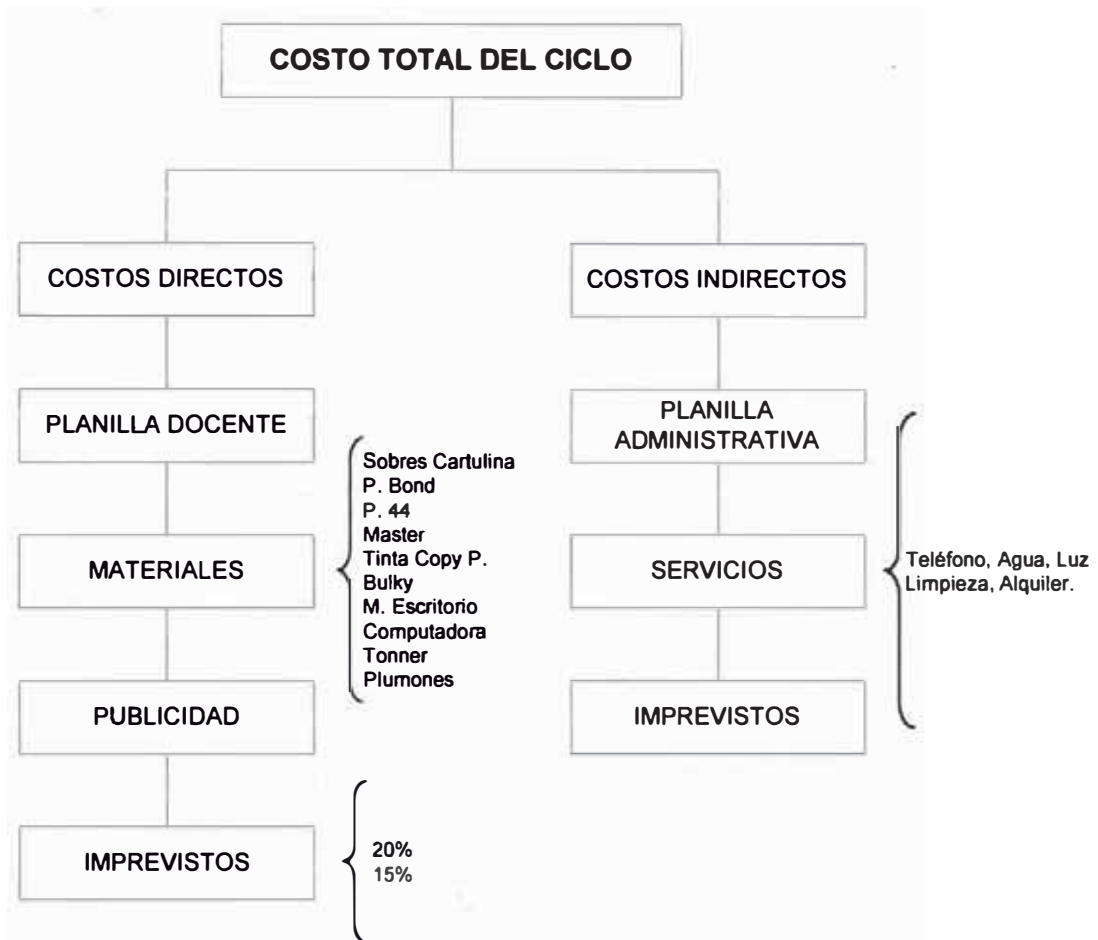 COSTO TOTAL DEL CICLO
COSTOS DIRECTOS
PLANILLA DOCENTE
MATERIALES
Sobres Cartulina
P. Bond
P. 44
Master
Tinta Copy P.
Bulky
M. Escritorio
Computadora
Tonner
Plumones
PUBLICIDAD
IMPREVISTOS
20%
15%
COSTOS INDIRECTOS
PLANILLA
ADMINISTRATIVA
SERVICIOS
Teléfono, Agua, Luz
Limpieza, Alquiler.
IMPREVISTOS